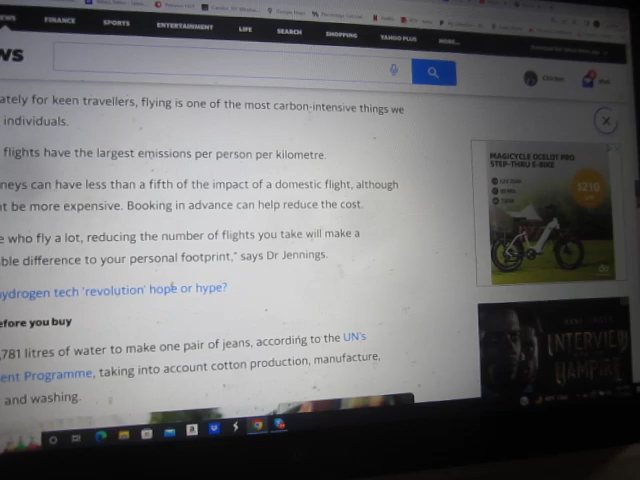 NEWS FINANCE SPORTS ENTERTAINMENT LIFE SEARCH SHOPPING YAHOO PLUS MORE...
ws
ately for keen travellers, flying is one of the most carbon-intensive things we
individuals.
flights have the largest emissions per person per kilometre.
neys can have less than a fifth of the impact of a domestic flight, although
t be more expensive. Booking in advance can help reduce the cost.
e who fly a lot, reducing the number of flights you take will make a
ble difference to your personal footprint," says Dr Jennings.
ydrogen tech 'revolution' hope or hype?
efore you buy
,781 litres of water to make one pair of jeans, according to the UN's
ent Programme, taking into account cotton production, manufacture,
and washing.
MAGICYCLE OCELOT PRO
STEP-THRU E-BIKE
$210
INTERVIEW
VAMPIRE